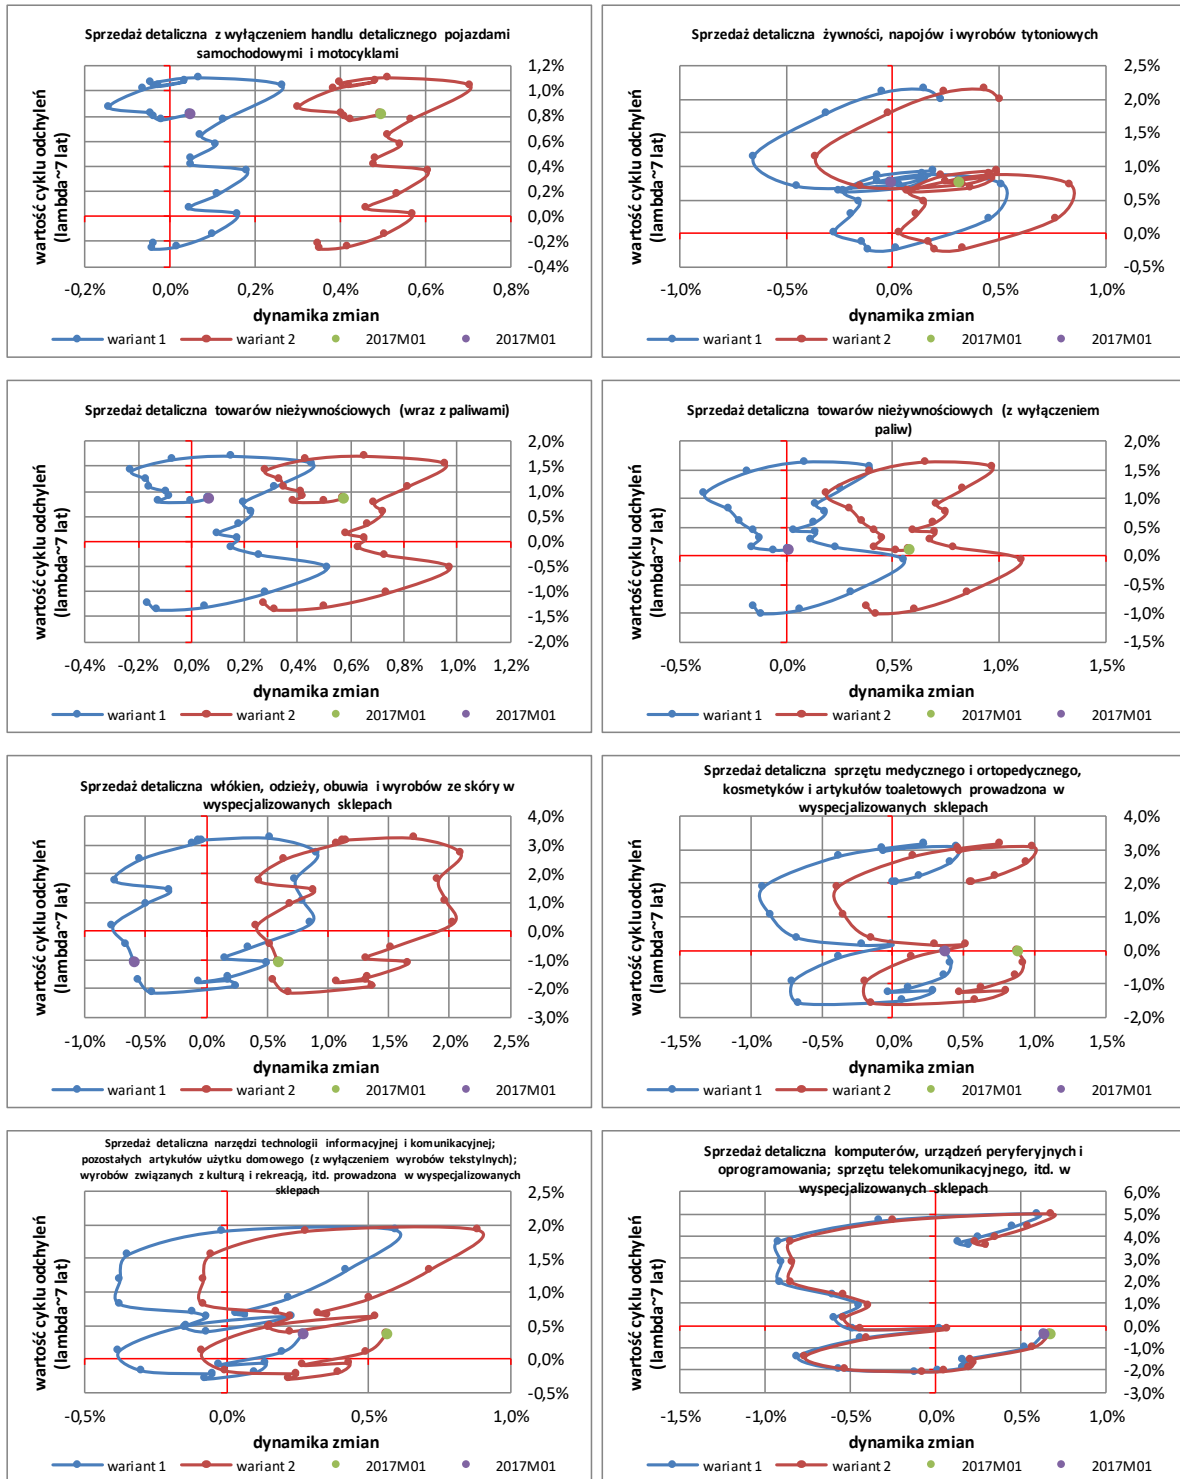 Sprzedaż detaliczna z wyłączeniem handlu detalicznego pojazdami
samochodowymi i motocyklami
wartość cyklu odchyleń
(lambda~7 lat)
1,2%
1,0%
0,8%
0,6%
0,4%
0,2%
0,0%
-0,2%
-0,4%
-0,2% 0,0% 0,2% 0,4% 0,6% 0,8%
dynamika zmian
wariant 1 wariant 2 2017M01 2017M01
Sprzedaż detaliczna żywności, napojów i wyrobów tytoniowych
wartość cyklu odchyleń
(lambda~7 lat)
2,5%
2,0%
1,5%
1,0%
0,5%
0,0%
-0,5%
-1,0% -0,5% 0,0% 0,5% 1,0%
dynamika zmian
wariant 1 wariant 2 2017M01 2017M01
Sprzedaż detaliczna towarów nieżywnościowych (wraz z paliwami)
wartość cyklu odchyleń
(lambda~7 lat)
2,0%
1,5%
1,0%
0,5%
0,0%
-0,5%
-1,0%
-1,5%
-2,0%
-0,4% -0,2% 0,0% 0,2% 0,4% 0,6% 0,8% 1,0% 1,2%
dynamika zmian
wariant 1 wariant 2 2017M01 2017M01
Sprzedaż detaliczna towarów nieżywnościowych (z wyłączeniem
paliw)
wartość cyklu odchyleń
(lambda~7 lat)
2,0%
1,5%
1,0%
0,5%
0,0%
-0,5%
-1,0%
-1,5%
-0,5% 0,0% 0,5% 1,0% 1,5%
dynamika zmian
wariant 1 wariant 2 2017M01 2017M01
Sprzedaż detaliczna włókien, odzieży, obuwia i wyrobów ze skóry w
wyspecjalizowanych sklepach
wartość cyklu odchyleń
(lambda~7 lat)
4,0%
3,0%
2,0%
1,0%
0,0%
-1,0%
-2,0%
-3,0%
-1,0% -0,5% 0,0% 0,5% 1,0% 1,5% 2,0% 2,5%
dynamika zmian
wariant 1 wariant 2 2017M01 2017M01
Sprzedaż detaliczna sprzętu medycznego i ortopedycznego,
kosmetyków i artykułów toaletowych prowadzona w
wyspecjalizowanych sklepach
wartość cyklu odchyleń
(lambda~7 lat)
4,0%
3,0%
2,0%
1,0%
0,0%
-1,0%
-2,0%
-1,5% -1,0% -0,5% 0,0% 0,5% 1,0% 1,5%
dynamika zmian
wariant 1 wariant 2 2017M01 2017M01
Sprzedaż detaliczna narzędzi technologii informacyjnej i komunikacyjnej;
pozostałych artykułów użytku domowego (z wyłączeniem wyrobów tekstylnych);
wyrobów związanych z kulturą i rekreacją, itd. prowadzona w wyspecjalizowanych
sklepach
wartość cyklu odchyleń
(lambda~7 lat)
2,5%
2,0%
1,5%
1,0%
0,5%
0,0%
-0,5%
-0,5% 0,0% 0,5% 1,0%
dynamika zmian
wariant 1 wariant 2 2017M01 2017M01
Sprzedaż detaliczna komputerów, urządzeń peryferyjnych i
oprogramowania; sprzętu telekomunikacyjnego, itd. w
wyspecjalizowanych sklepach
wartość cyklu odchyleń
(lambda~7 lat)
6,0%
5,0%
4,0%
3,0%
2,0%
1,0%
0,0%
-1,0%
-2,0%
-3,0%
-1,5% -1,0% -0,5% 0,0% 0,5% 1,0% 1,5%
dynamika zmian
wariant 1 wariant 2 2017M01 2017M01